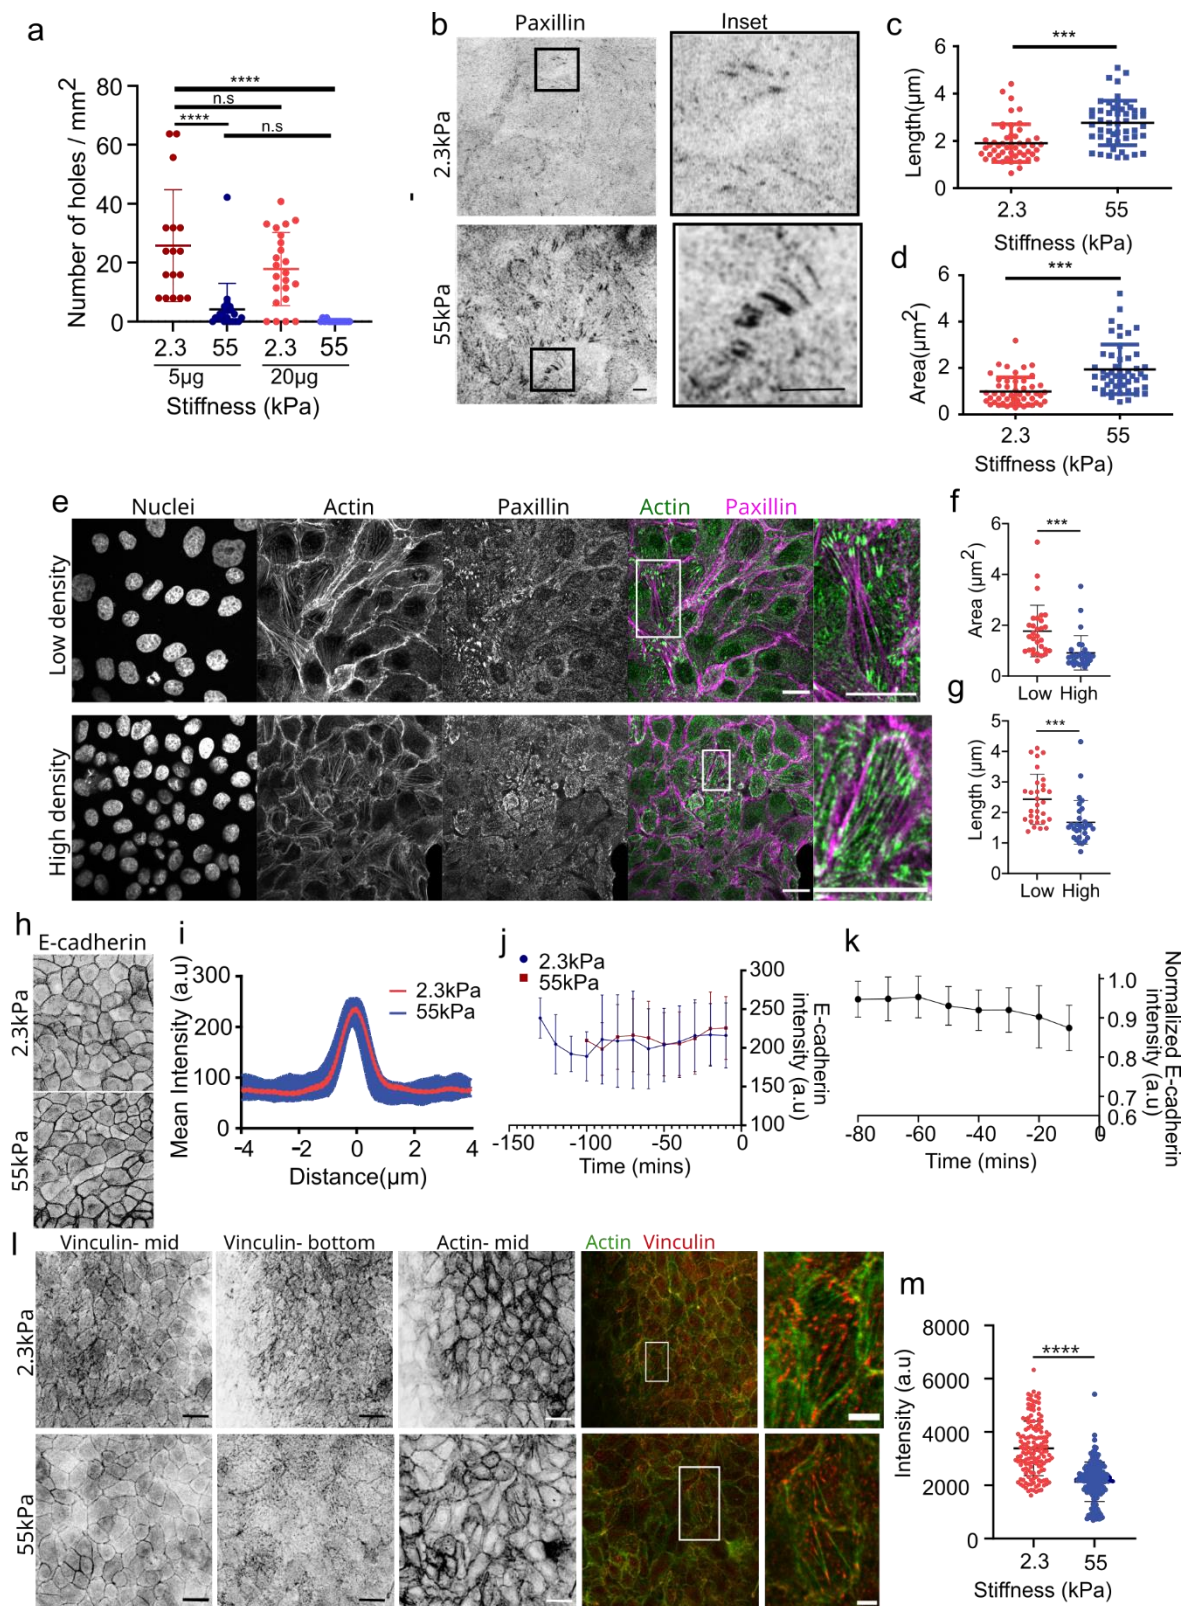 a
Number of holes / mm²
80
60
40
20
0
****
n.s
****
n.s
2.3 55 2.3 55
5µg 20µg
Stiffness (kPa)
b
Paxillin Inset
2.3kPa
55kPa
c
Length(µm)
6
4
2
0
***
2.3 55
Stiffness (kPa)
d
Area(µm²)
6
4
2
0
***
2.3 55
Stiffness (kPa)
e
Nuclei Actin Paxillin Actin Paxillin
Low density
High density
f
Area (µm²)
6
4
2
0
***
Low High
g
Length (µm)
5
4
3
2
1
0
***
Low High
h
E-cadherin
2.3kPa
55kPa
i
Mean Intensity (a.u)
300
200
100
0
2.3kPa
55kPa
-4 -2 0 2 4
Distance(µm)
j
2.3kPa
55kPa
300
250
200
150
100
E-cadherin
intensity (a.u)
-150 -100 -50 0
Time (mins)
k
1.0
0.9
0.8
0.7
0.6
Normalized E-cadherin
intensity (a.u)
-80 -60 -40 -20 0
Time (mins)
l
Vinculin- mid Vinculin- bottom Actin-mid Actin Vinculin
2.3kPa
55kPa
m
Intensity (a.u)
8000
6000
4000
2000
0
****
2.3 55
Stiffness (kPa)